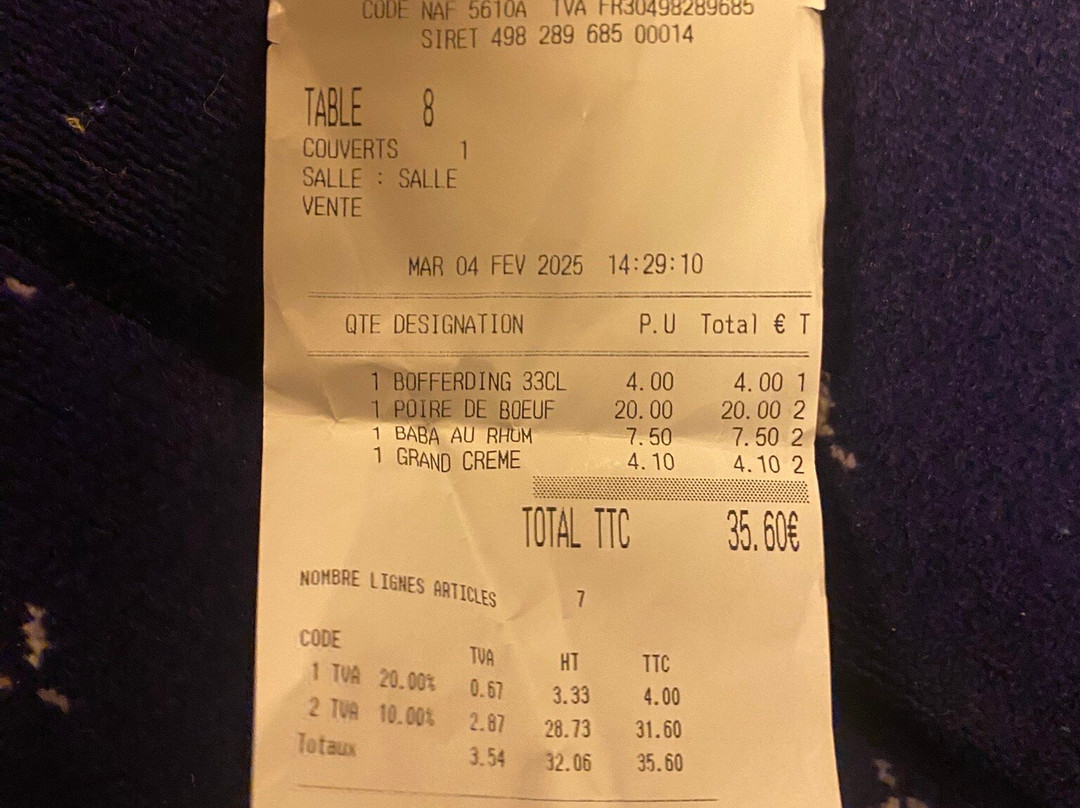 CODE NAF 5610A TVA FR30498289685
SIRET 498 289 685 00014
TABLE 8
COUVERTS 1
SALLE : SALLE
VENTE
MAR 04 FEV 2025 14:29:10
QTE DESIGNATION P.U Total € T
1 BOFFERDING 33CL 4.00 4.00 1
1 POIRE DE BOEUF 20.00 20.00 2
1 BABA AU RHUM 7.50 7.50 2
1 GRAND CREME 4.10 4.10 2
TOTAL TTC 35.60€
NOMBRE LIGNES ARTICLES 7
CODE TVA HT TTC
1 TVA 20.00% 0.67 3.33 4.00
2 TVA 10.00% 2.87 28.73 31.60
Totaux 3.54 32.06 35.60